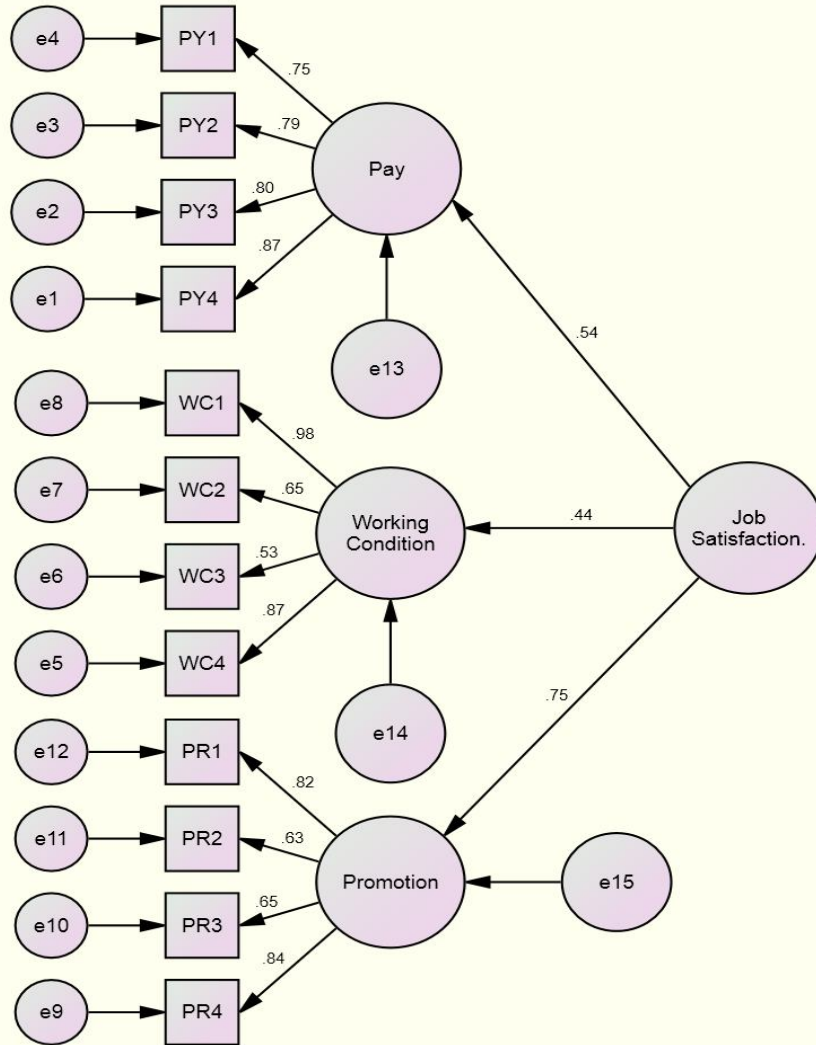 e4
PY1
.75
e3
PY2
.79
Pay
e2
PY3
.80
e1
PY4
.87
.54
e13
e8
WC1
.98
e7
WC2
.65
Working
Condition
.44
Job
Satisfaction.
e6
WC3
.53
e5
WC4
.87
.75
e14
e12
PR1
.82
e11
PR2
.63
Promotion
e15
e10
PR3
.65
e9
PR4
.84